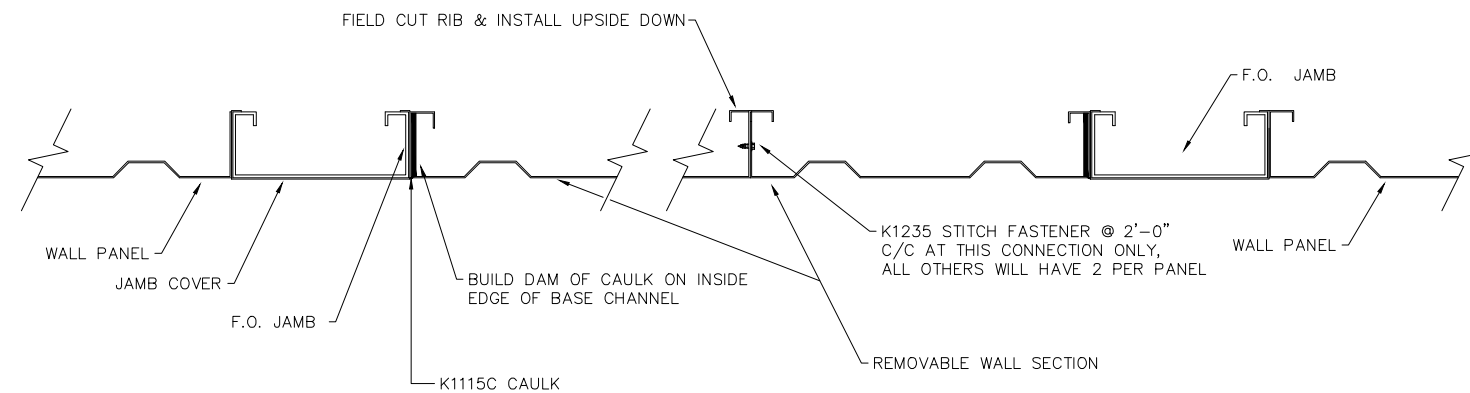 FIELD CUT RIB & INSTALL UPSIDE DOWN
F.O. JAMB
WALL PANEL
JAMB COVER
F.O. JAMB
BUILD DAM OF CAULK ON INSIDE
EDGE OF BASE CHANNEL
K1115C CAULK
K1235 STITCH FASTENER @ 2'-0"
C/C AT THIS CONNECTION ONLY,
ALL OTHERS WILL HAVE 2 PER PANEL
WALL PANEL
REMOVABLE WALL SECTION